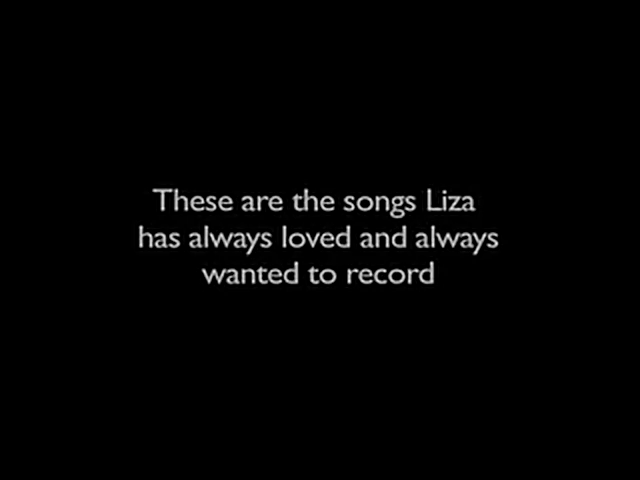 These are the songs Liza
has always loved and always
wanted to record